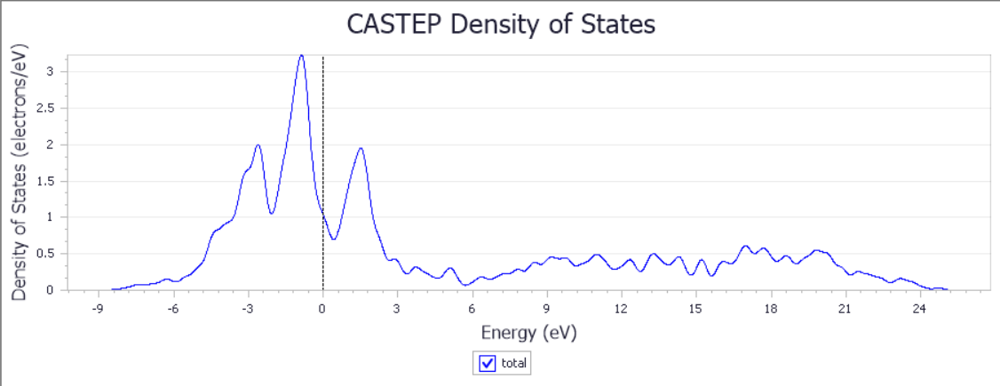 CASTEP Density of States
Density of States (electrons/eV)
3
2.5
2
1.5
1
0.5
0
-9 -6 -3 0 3 6 9 12 15 18 21 24
Energy (eV)
total